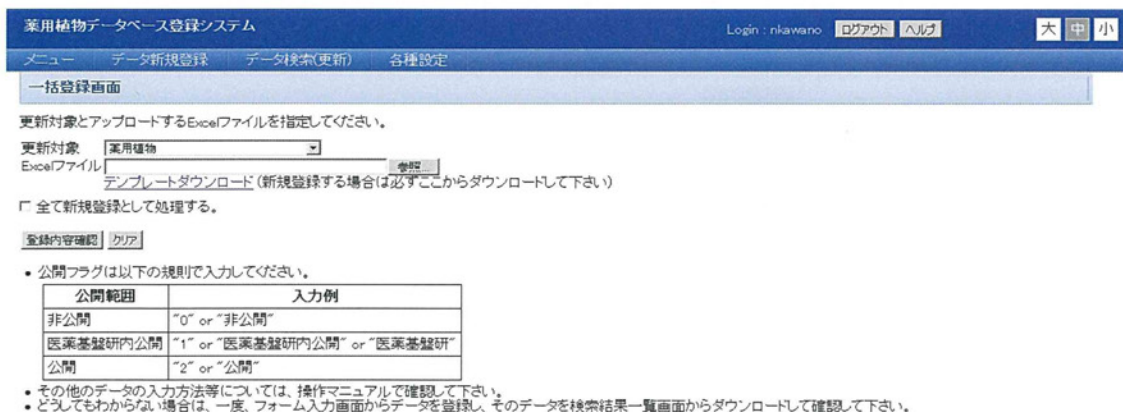 薬用植物データベース登録システム Login : nkawano ログアウト ヘルプ 大 中 小
メニュー データ新規登録 データ検索(更新) 各種設定
一括登録画面
更新対象とアップロードするExcelファイルを指定してください。
更新対象 薬用植物
Excelファイル 参照...
テンプレートダウンロード (新規登録する場合は必ずここからダウンロードして下さい)
全て新規登録として処理する。
登録内容確認 クリア
• 公開フラグは以下の規則で入力してください。
公開範囲 入力例
非公開 "0" or "非公開"
医薬基盤研内公開 "1" or "医薬基盤研内公開" or "医薬基盤研"
公開 "2" or "公開"
• その他のデータの入力方法等については、操作マニュアルで確認して下さい。
• どうしてもわからない場合は、一度、フォーム入力画面からデータを登録し、そのデータを検索結果一覧画面からダウンロードして確認して下さい。